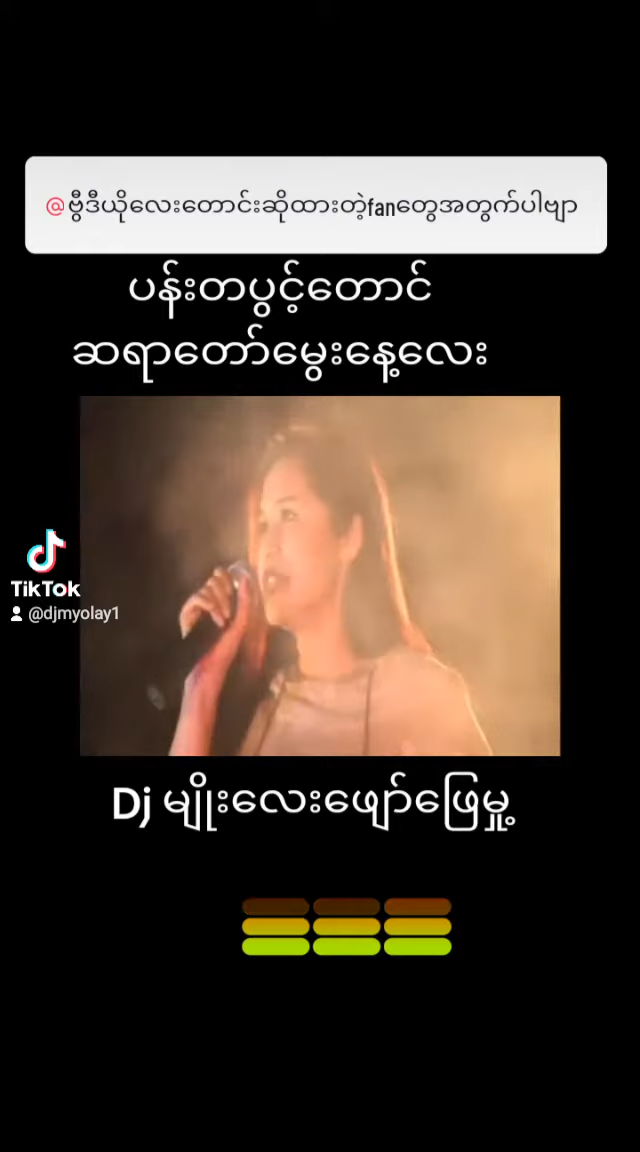 @ဗွီဒီယိုလေးတောင်းဆိုထားတဲ့fanတွေအတွက်ပါဗျာ
ပန်းတပွင့်တောင်
ဆရာတော်မွေးနေ့လေး
TikTok
@djmyolay1
Dj မျိုးလေးဖျော်ဖြေမှု့